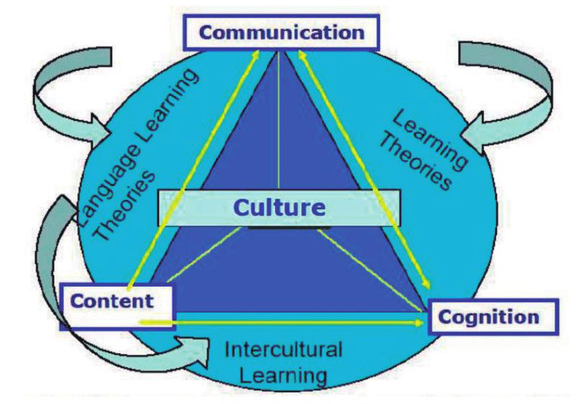 Communication
Language Learning
Theories
Learning
Theories
Culture
Content
Cognition
Intercultural
Learning